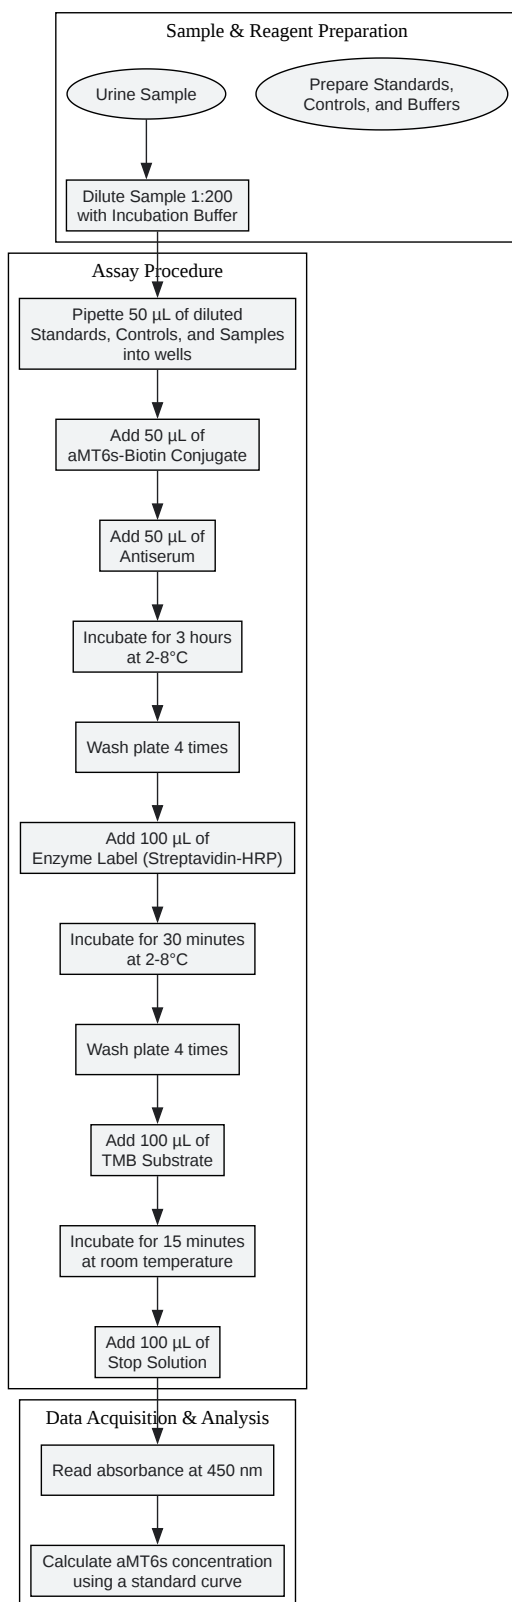 Sample & Reagent Preparation
Urine Sample
Prepare Standards,
Controls, and Buffers
Dilute Sample 1:200
with Incubation Buffer
Assay Procedure
Pipette 50 µL of diluted
Standards, Controls, and Samples
into wells
Add 50 µL of
aMT6s-Biotin Conjugate
Add 50 µL of
Antiserum
Incubate for 3 hours
at 2-8°C
Wash plate 4 times
Add 100 µL of
Enzyme Label (Streptavidin-HRP)
Incubate for 30 minutes
at 2-8°C
Wash plate 4 times
Add 100 µL of
TMB Substrate
Incubate for 15 minutes
at room temperature
Add 100 µL of
Stop Solution
Data Acquisition & Analysis
Read absorbance at 450 nm
Calculate aMT6s concentration
using a standard curve